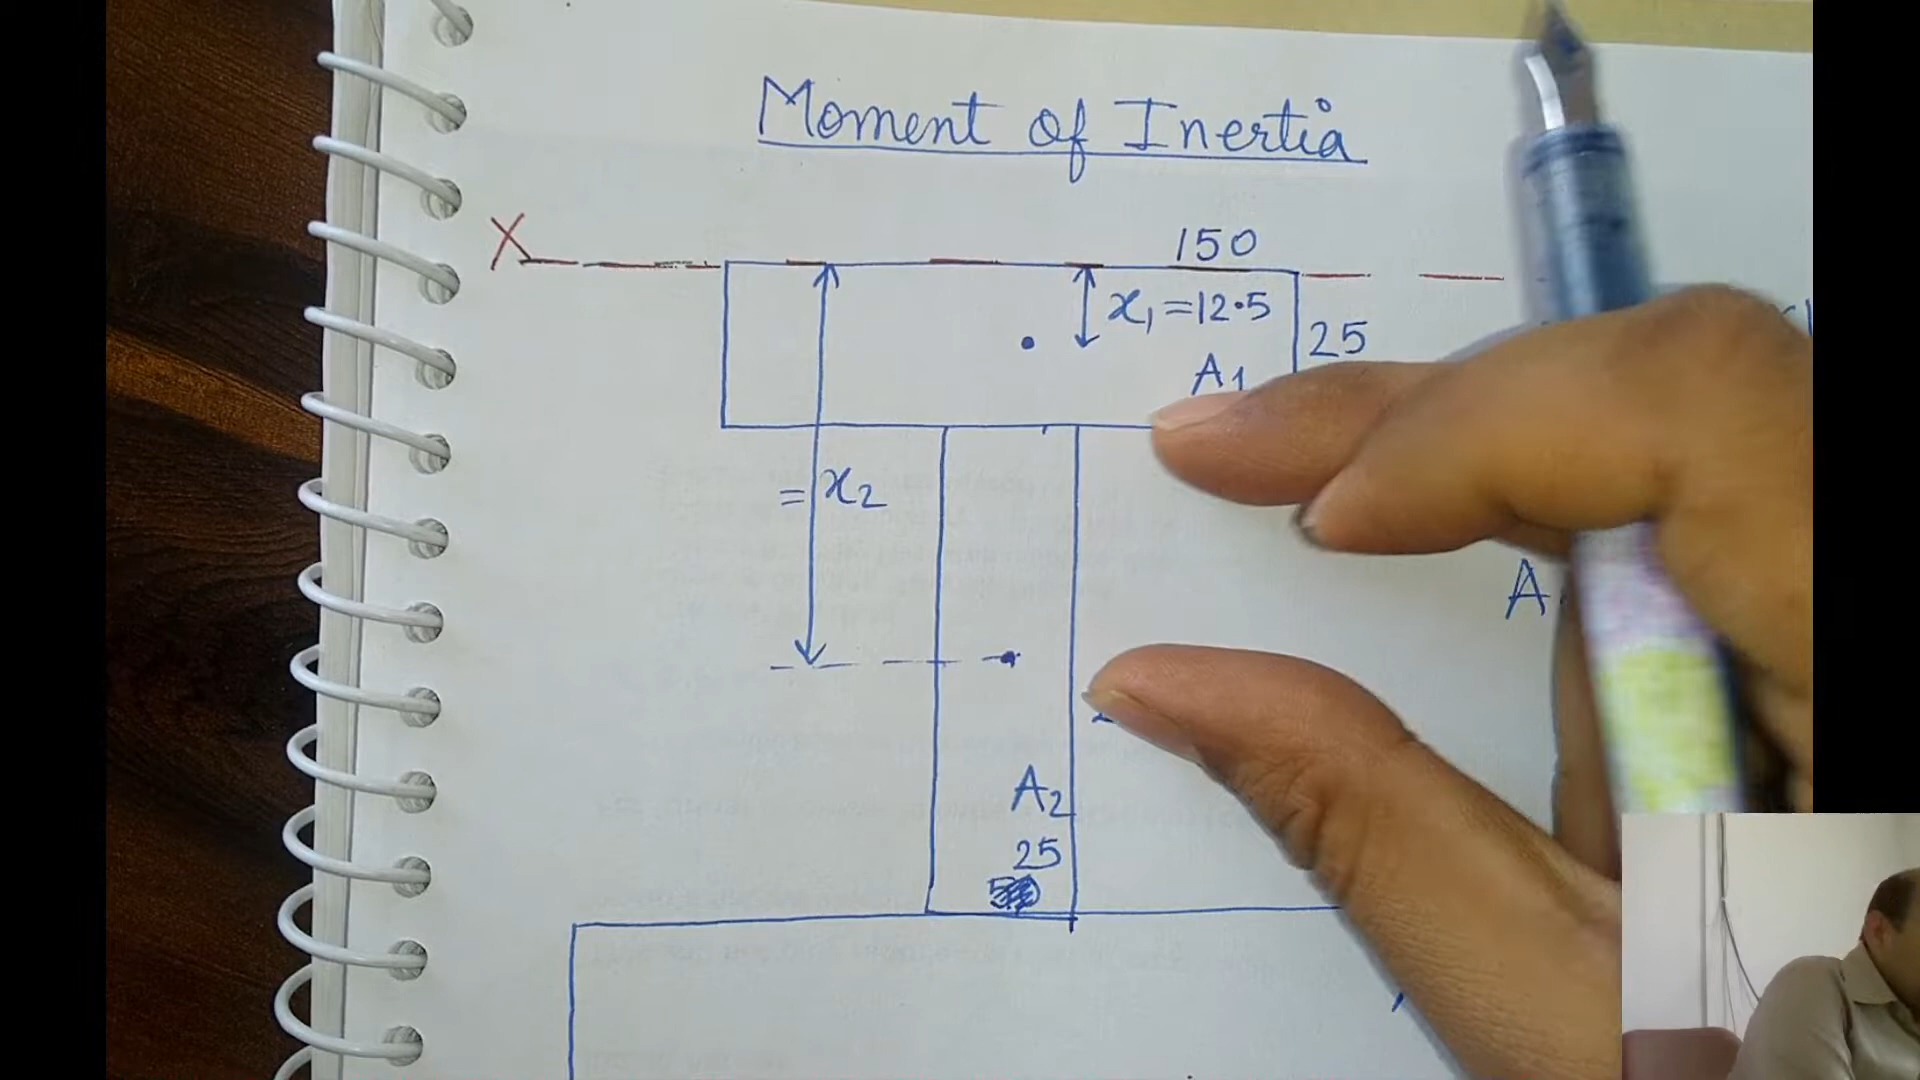 Moment of Inertia
X
150
x₁=12.5
25
A1
= x2
A
A2
25